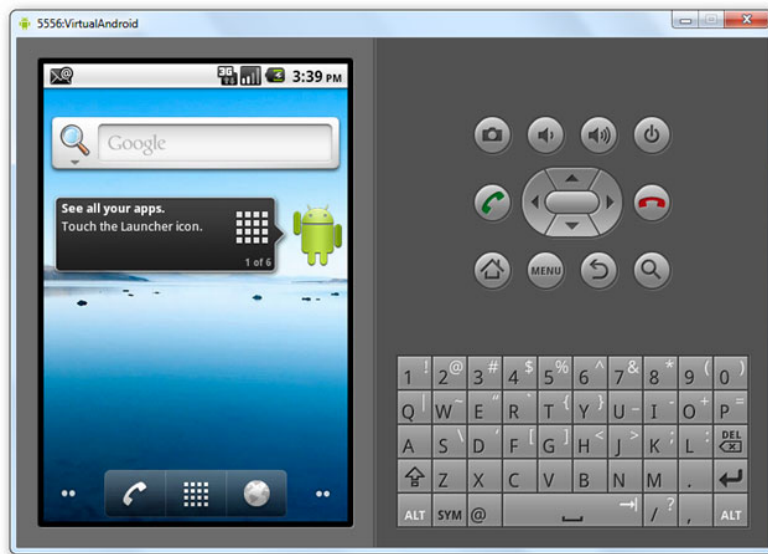 5556:VirtualAndroid
3G 3:39 PM
Google
See all your apps.
Touch the Launcher icon.
1 of 6
MENU
1 ! 2 @ 3 # 4 $ 5 % 6 ^ 7 & 8 * 9 ( 0 )
Q | W ~ E " R ` T { Y } U _ I - O + P =
A S \ D ' F [ G ] H < J > K ; L : DEL
Z X C V B N M .
ALT SYM @ / ? , ALT